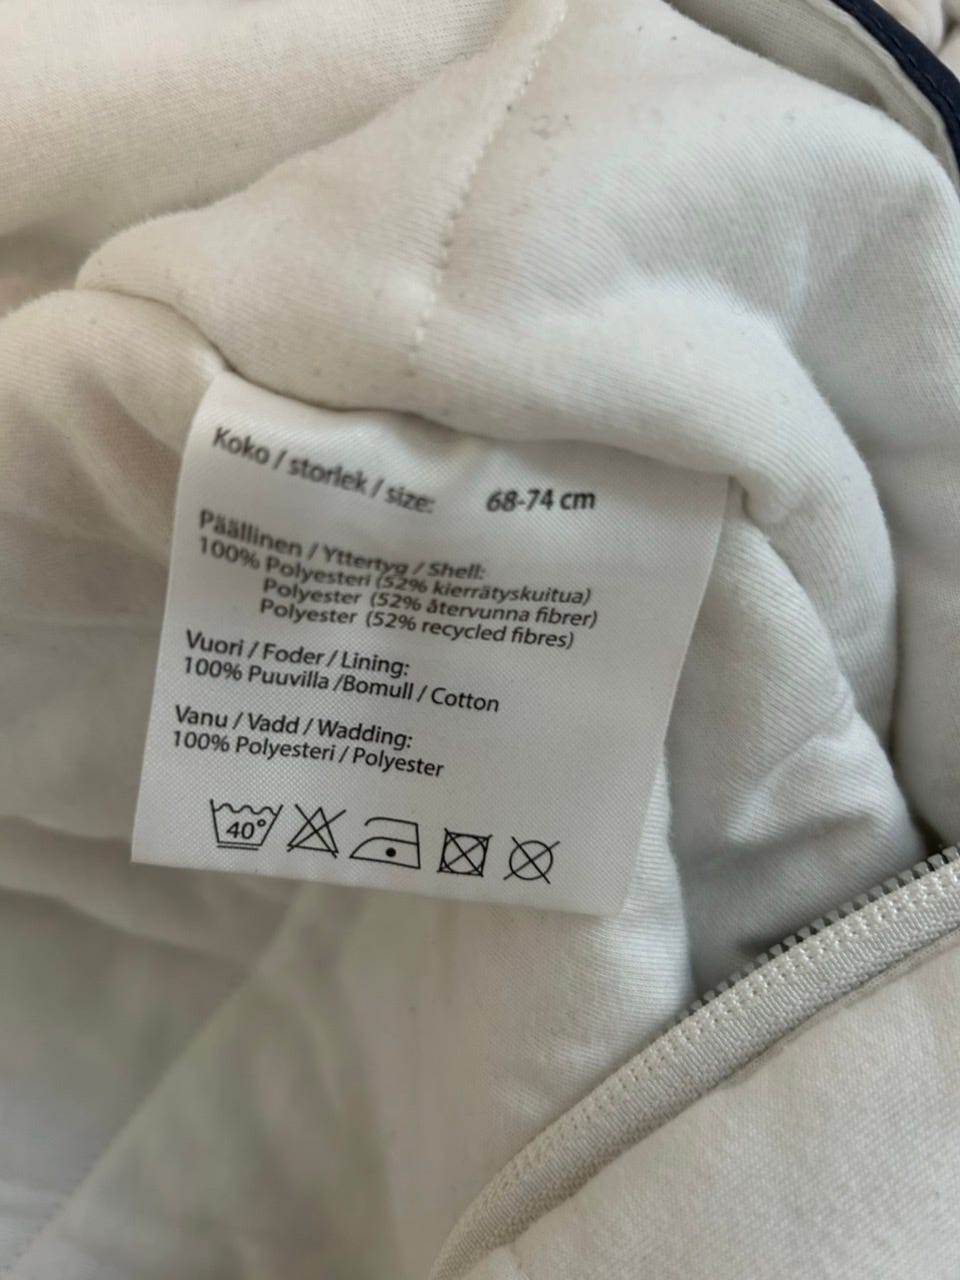 Koko / storlek / size: 68-74 cm
Päällinen / Yttertyg / Shell:
100% Polyesteri (52% kierrätyskuitua)
Polyester (52% återvunna fibrer)
Polyester (52% recycled fibres)
Vuori / Foder / Lining:
100% Puuvilla /Bomull / Cotton
Vanu / Vadd / Wadding:
100% Polyesteri / Polyester
40°